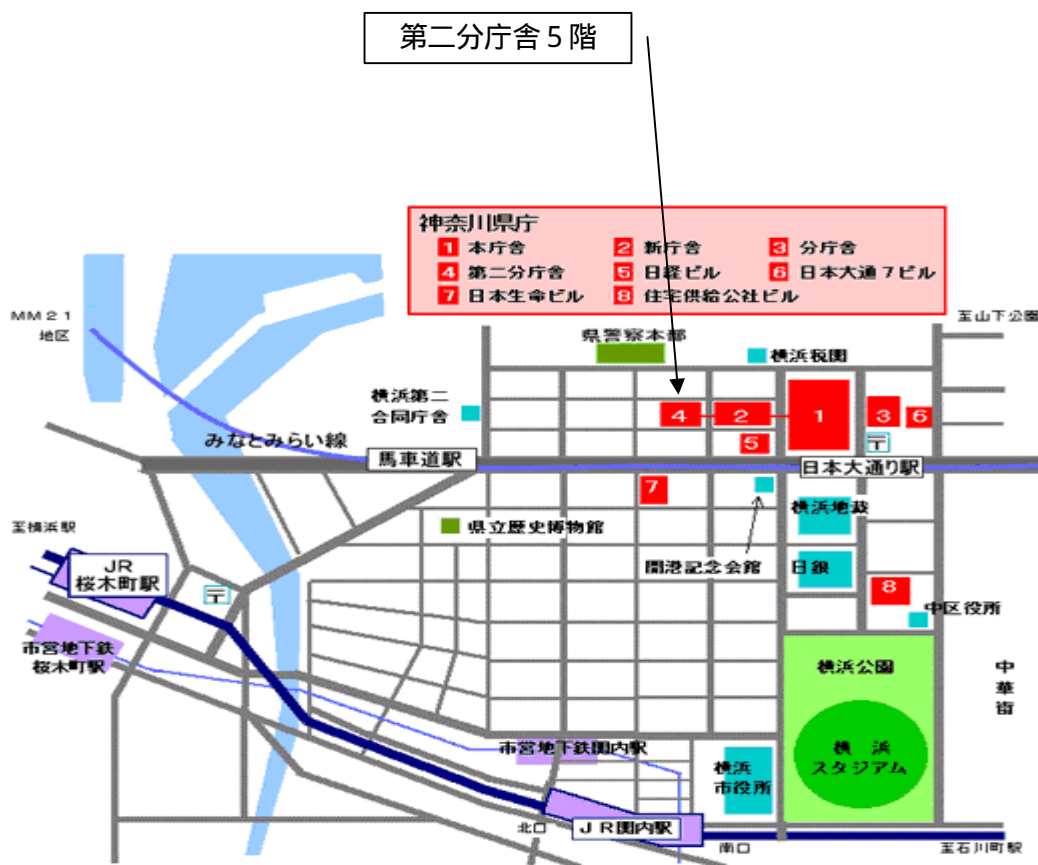 第二分庁舎5階
神奈川県庁
1 本庁舎 2 新庁舎 3 分庁舎
4 第二分庁舎 5 日経ビル 6 日本大通7ビル
7 日本生命ビル 8 住宅供給公社ビル
MM21
地区
至山下公園
県警察本部
横浜税関
横浜第二
合同庁舎
4 2 1 3 6
5
〒
みなとみらい線
馬車道駅
日本大通り駅
7
横浜地裁
至横浜駅
県立歴史博物館
開港記念会館
日銀
JR
桜木町駅
〒
8
中区役所
市営地下鉄
桜木町駅
横浜公園
中華街
市営地下鉄関内駅
横浜
市役所
横浜
スタジアム
北口
JR関内駅
南口
至石川町駅